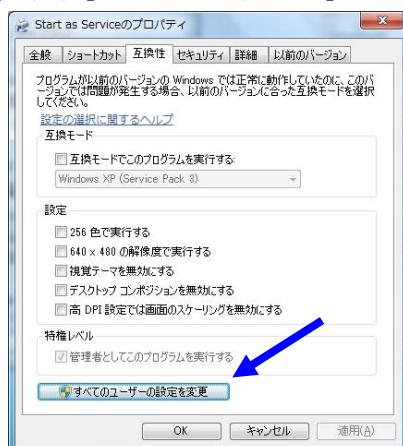 Start as Serviceのプロパティ
全般 ショートカット 互換性 セキュリティ 詳細 以前のバージョン
プログラムが以前のバージョンの Windows では正常に動作していたのに、このバ
ージョンでは問題が発生する場合、以前のバージョンに合った互換モードを選択
してください。
設定の選択に関するヘルプ
互換モード
互換モードでこのプログラムを実行する:
Windows XP (Service Pack 3)
設定
256 色で実行する
640 × 480 の解像度で実行する
視覚テーマを無効にする
デスクトップ コンポジションを無効にする
高 DPI 設定では画面のスケーリングを無効にする
特権レベル
管理者としてこのプログラムを実行する
すべてのユーザーの設定を変更
OK キャンセル 適用(A)